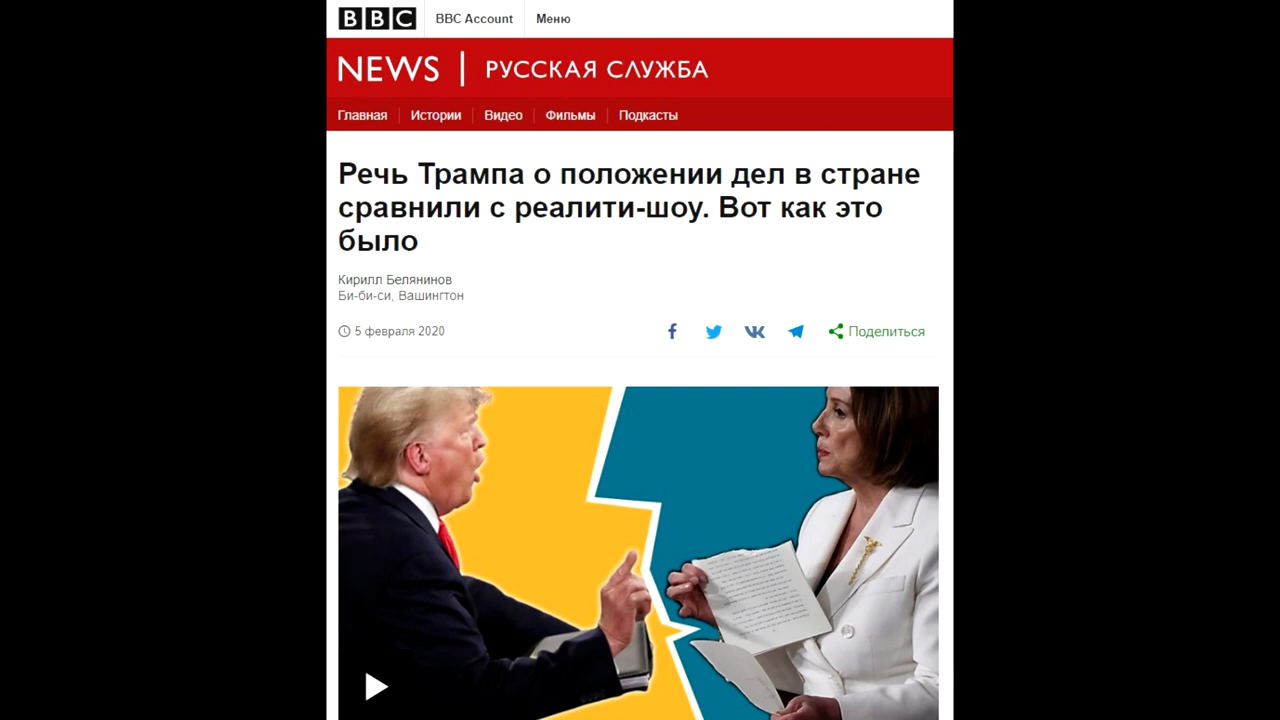 BBC BBC Account Меню
NEWS РУССКАЯ СЛУЖБА
Главная Истории Видео Фильмы Подкасты
Речь Трампа о положении дел в стране
сравнили с реалити-шоу. Вот как это
было
Кирилл Белянинов
Би-би-си, Вашингтон
5 февраля 2020 Поделиться